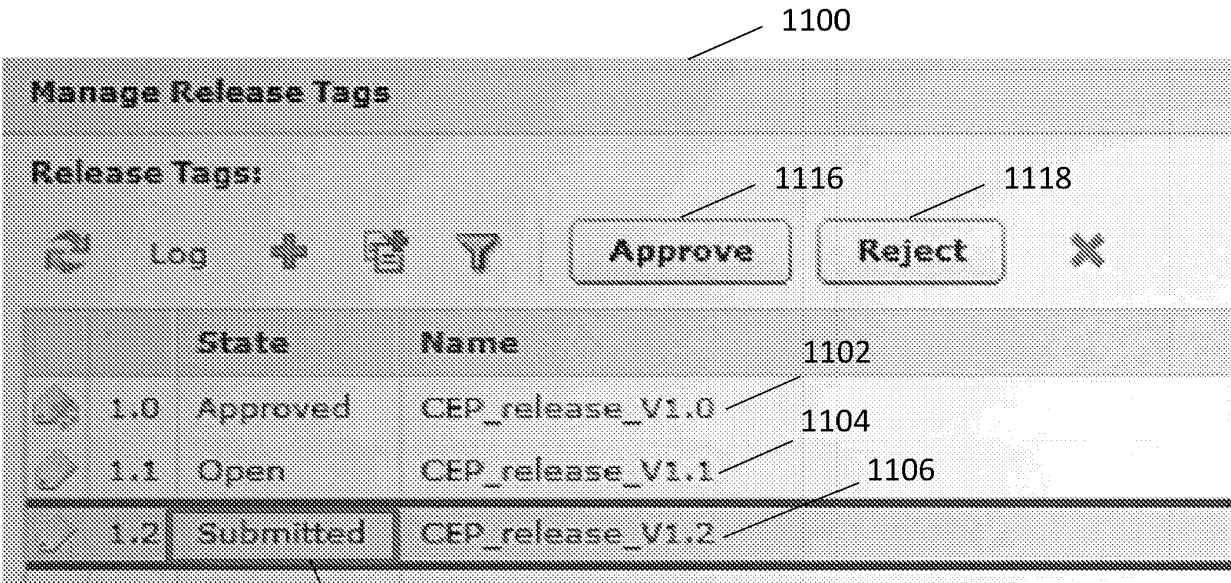 1100
Manage Release Tags
Release Tags:
1116
1118
Log
Approve
Reject
State
Name
1102
1.0 Approved CEP_release_V1.0
1104
1.1 Open CEP_release_V1.1
1106
1.2 Submitted CEP_release_V1.2